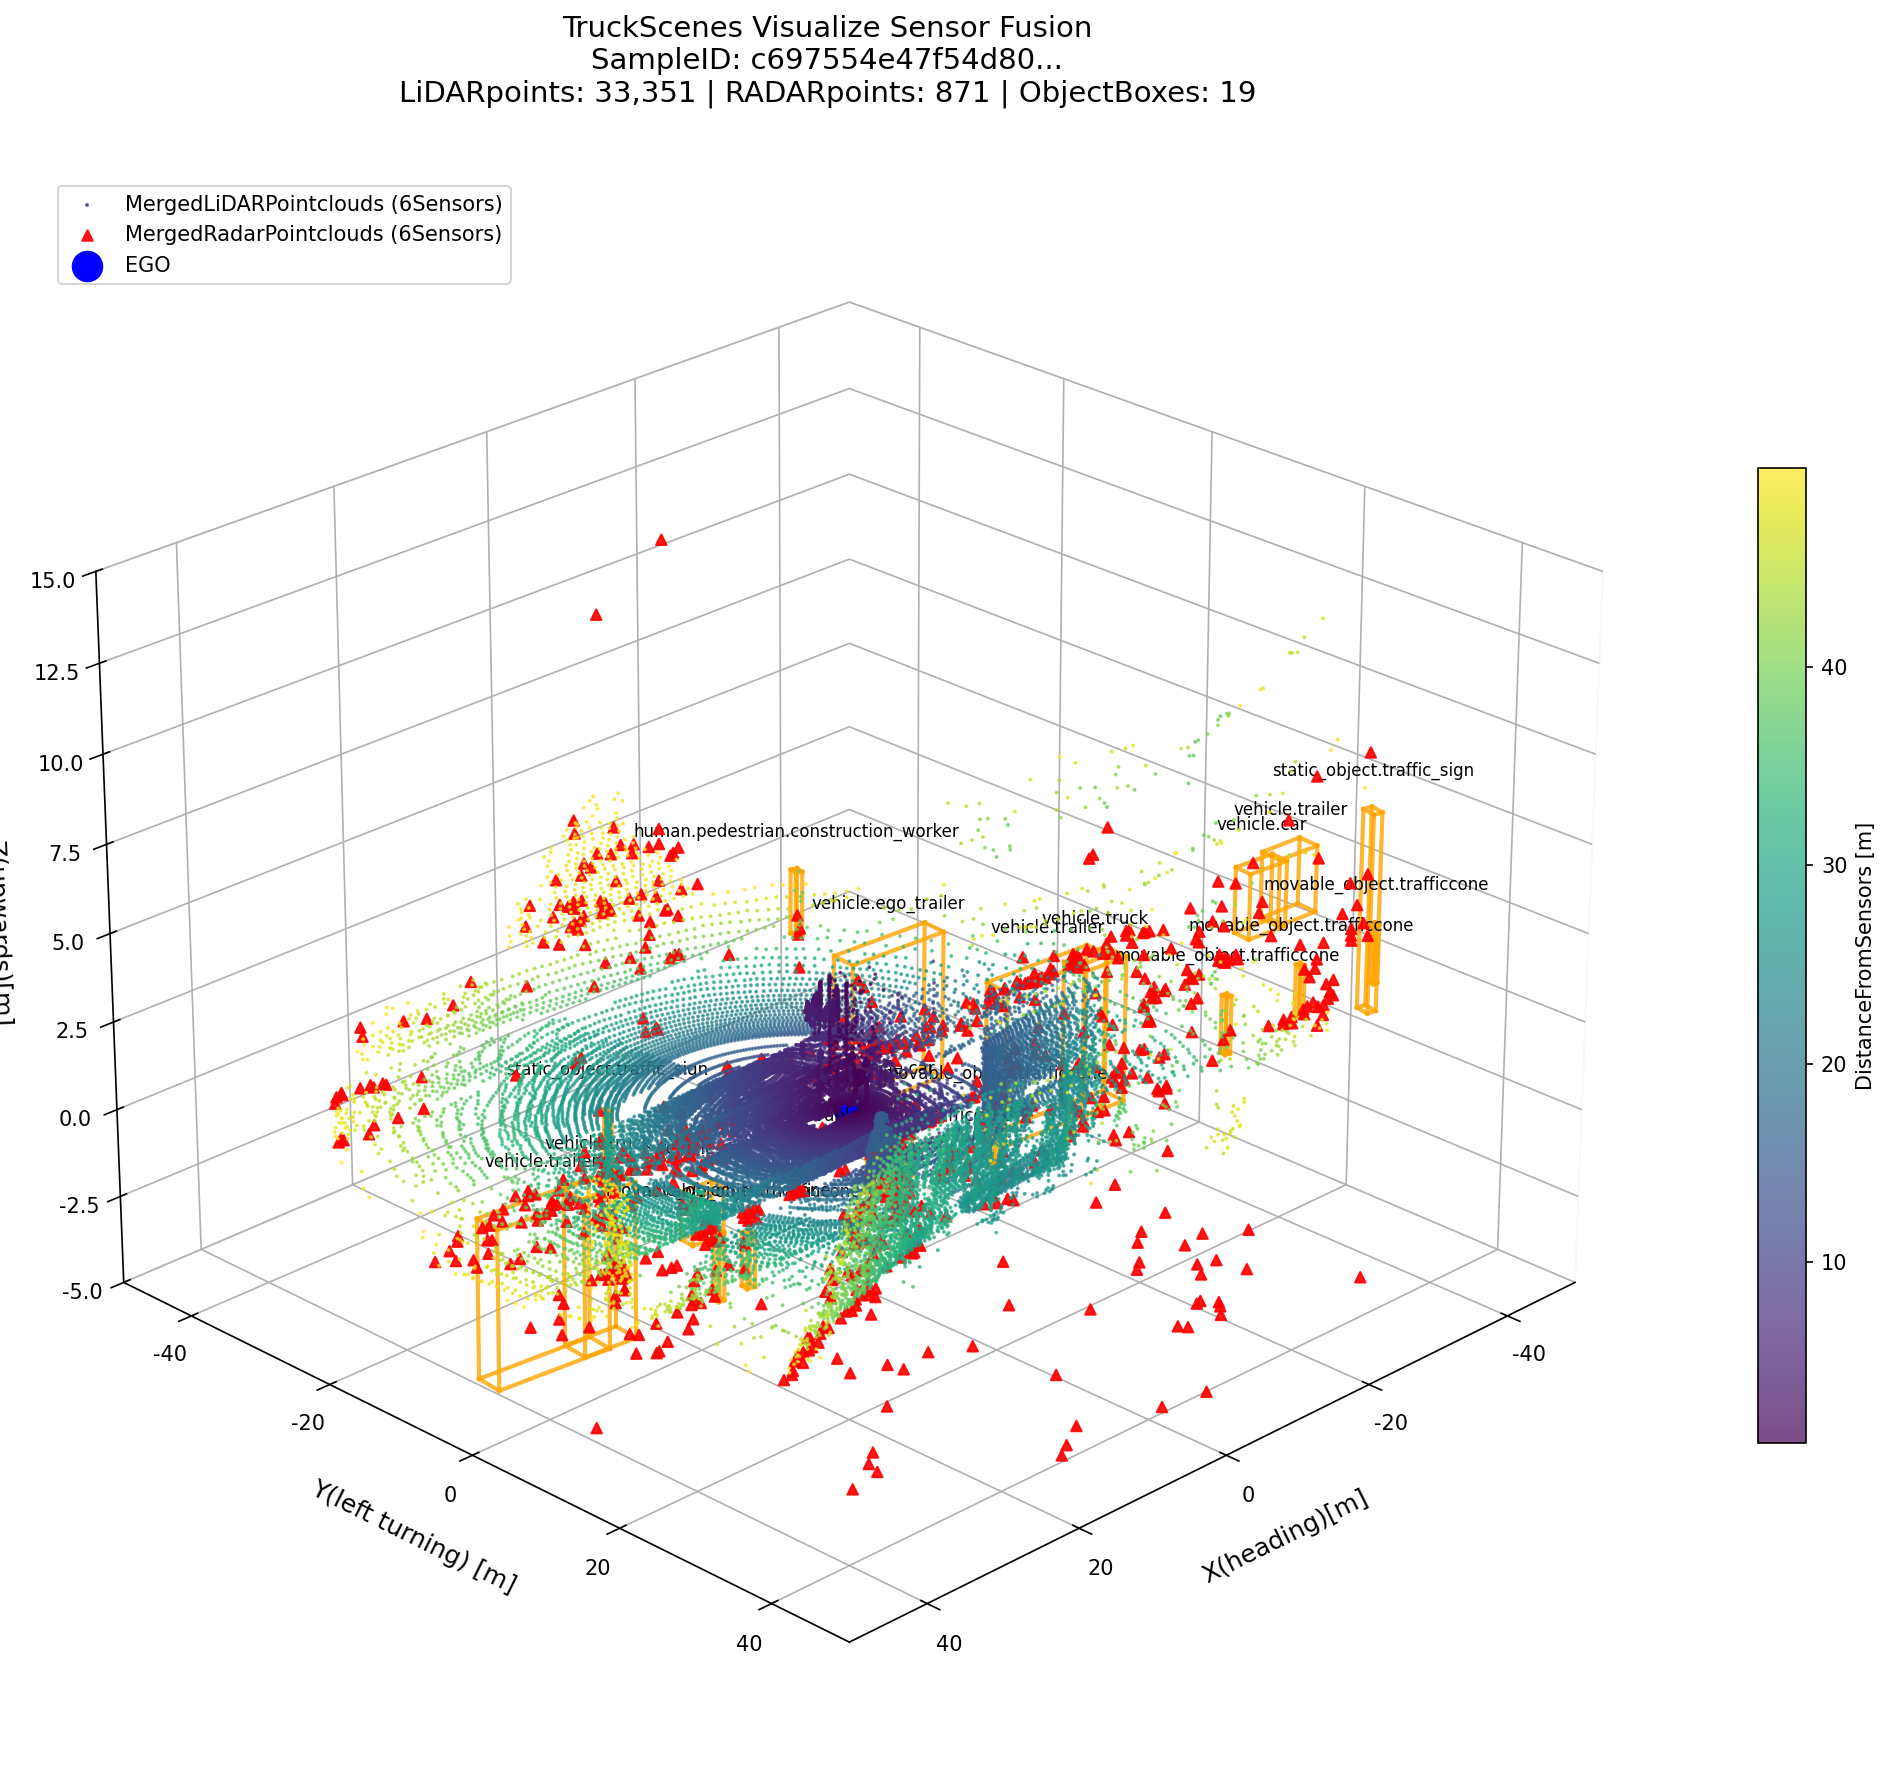 TruckScenes Visualize Sensor Fusion
SampleID: c697554e47f54d80...
LiDARpoints: 33,351 | RADARpoints: 871 | ObjectBoxes: 19
MergedLiDARPointclouds (6Sensors)
MergedRadarPointclouds (6Sensors)
EGO
static_object.traffic_sign
vehicle.trailer
vehicle.car
human.pedestrian.construction_worker
movable_object.trafficcone
vehicle.ego_trailer
vehicle.truck
vehicle.trailer
movable_object.trafficcone
movable_object.trafficcone
static_object.traffic_sign
vehicle.trailer
15.0
12.5
10.0
7.5
5.0
2.5
0.0
-2.5
-5.0
-40
-20
0
20
40
Y(left turning) [m]
40
20
0
-20
-40
X(heading)[m]
40
30
20
10
DistanceFromSensors [m]